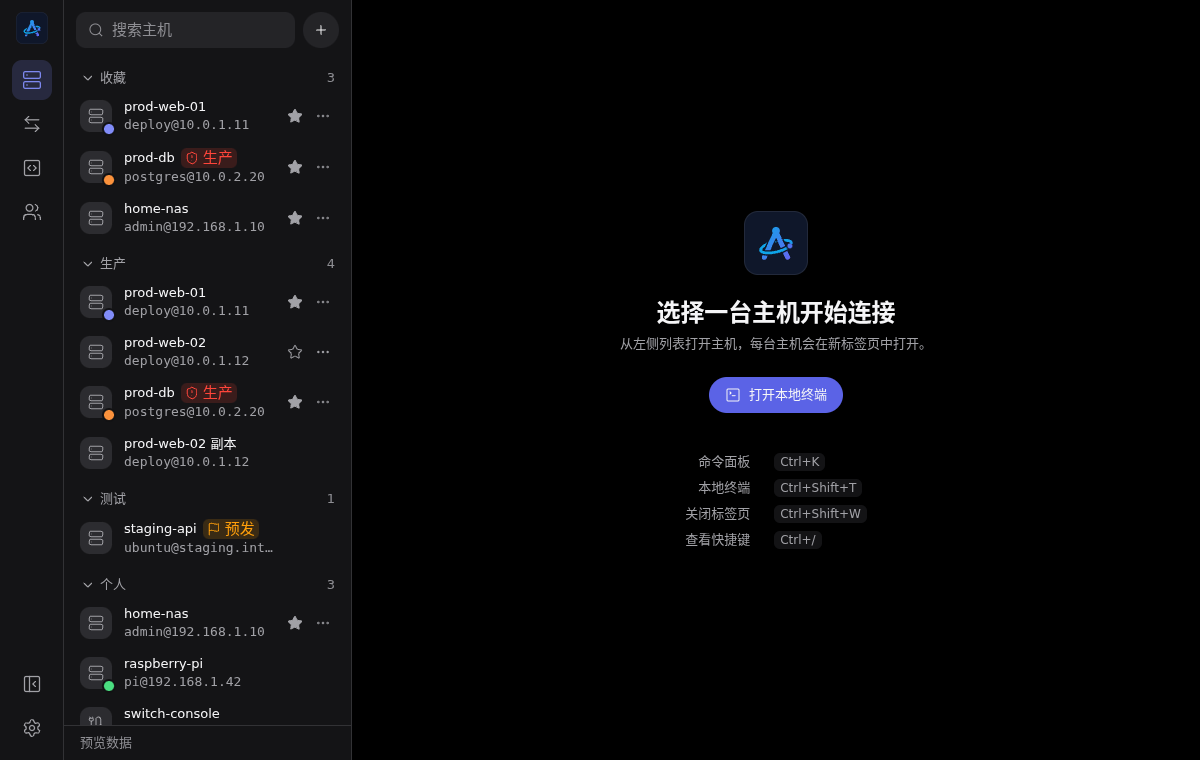 搜索主机
收藏 3
prod-web-01
deploy@10.0.1.11
prod-db 生产
postgres@10.0.2.20
home-nas
admin@192.168.1.10
生产 4
prod-web-01
deploy@10.0.1.11
prod-web-02
deploy@10.0.1.12
prod-db 生产
postgres@10.0.2.20
prod-web-02 副本
deploy@10.0.1.12
测试 1
staging-api 预发
ubuntu@staging.int…
个人 3
home-nas
admin@192.168.1.10
raspberry-pi
pi@192.168.1.42
switch-console
预览数据
选择一台主机开始连接
从左侧列表打开主机，每台主机会在新标签页中打开。
打开本地终端
命令面板 Ctrl+K
本地终端 Ctrl+Shift+T
关闭标签页 Ctrl+Shift+W
查看快捷键 Ctrl+/